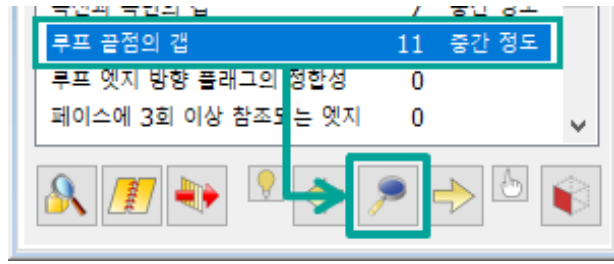 루프 끝점의 갭 11 중간 정도
루프 엣지 방향 플래그의 정합성 0
페이스에 3회 이상 참조되는 엣지 0